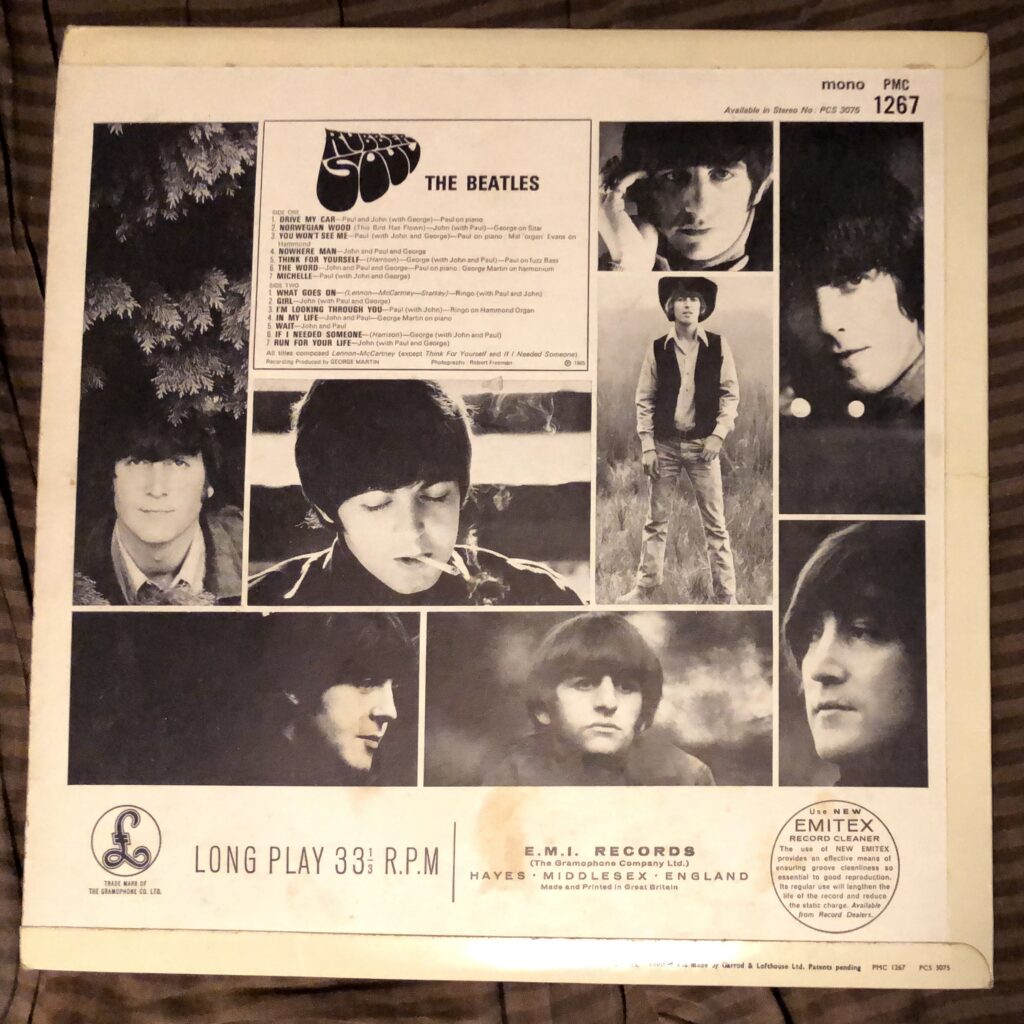 mono PMC
Available in Stereo No: PCS 3075 1267
RUBBER
SOUL
THE BEATLES
SIDE ONE
1. DRIVE MY CAR—Paul and John (with George)—Paul on piano
2. NORWEGIAN WOOD (This Bird Has Flown)—John (with Paul)—George on Sitar
3. YOU WON'T SEE ME—Paul (with John and George)—Paul on piano: Mal 'organ' Evans on
Hammond
4. NOWHERE MAN—John and Paul and George
5. THINK FOR YOURSELF—(Harrison)—George (with John and Paul)—Paul on fuzz Bass
6. THE WORD—John and Paul and George—Paul on piano: George Martin on harmonium
7. MICHELLE—Paul (with John and George)
SIDE TWO
1. WHAT GOES ON—(Lennon—McCartney—Starkey)—Ringo (with Paul and John)
2. GIRL—John (with Paul and George)
3. I'M LOOKING THROUGH YOU—Paul (with John)—Ringo on Hammond Organ
4. IN MY LIFE—John and Paul—George Martin on piano
5. WAIT—John and Paul
6. IF I NEEDED SOMEONE—(Harrison)—George (with John and Paul)
7. RUN FOR YOUR LIFE—John (with Paul and George)
All titles composed Lennon-McCartney (except Think For Yourself and If I Needed Someone)
Recording Produced by GEORGE MARTIN Photographs: Robert Freeman ℗ 1965
£
TRADE MARK OF
THE GRAMOPHONE CO. LTD.
LONG PLAY 33⅓ R.P.M
E.M.I. RECORDS
(The Gramophone Company Ltd.)
HAYES · MIDDLESEX · ENGLAND
Made and Printed in Great Britain
Use NEW
EMITEX
RECORD CLEANER
The use of NEW EMITEX
provides an effective means of
ensuring groove cleanliness so
essential to good reproduction.
Its regular use will lengthen the
life of the record and reduce
the static charge. Available
from Record Dealers.
made by Garrod & Lofthouse Ltd. Patents pending PMC 1267 PCS 3075